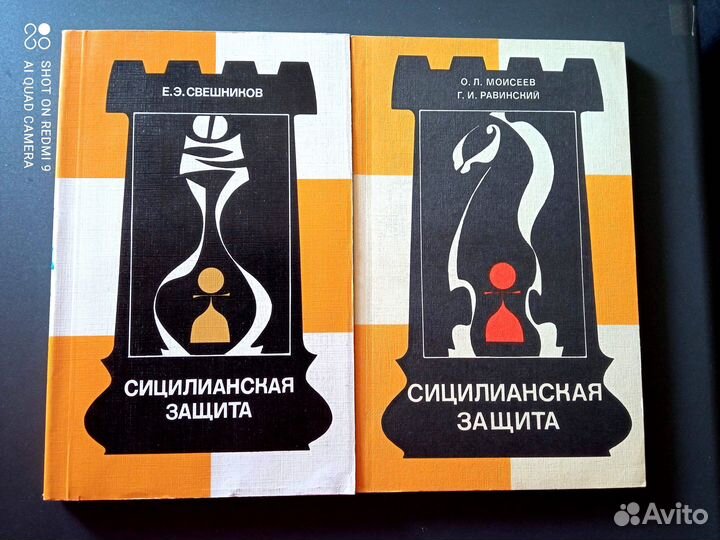 SHOT ON REDMI 9
AI QUAD CAMERA
Е.Э.СВЕШНИКОВ
СИЦИЛИАНСКАЯ
ЗАЩИТА
О. Л. МОИСЕЕВ
Г. И. РАВИНСКИЙ
СИЦИЛИАНСКАЯ
ЗАЩИТА
Avito